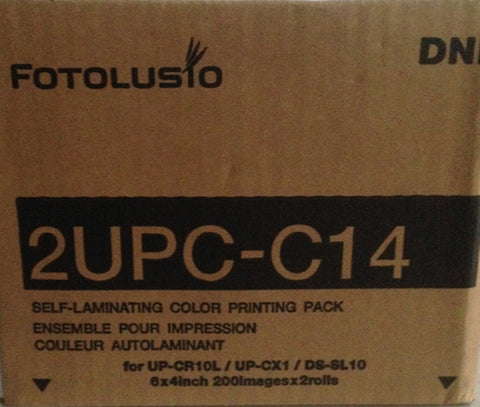 FOTOLUSIO
DN
2UPC-C14
SELF-LAMINATING COLOR PRINTING PACK
ENSEMBLE POUR IMPRESSION
COULEUR AUTOLAMINANT
for UP-CR10L / UP-CX1 / DS-SL10
6x4inch 200imagesx2rolls